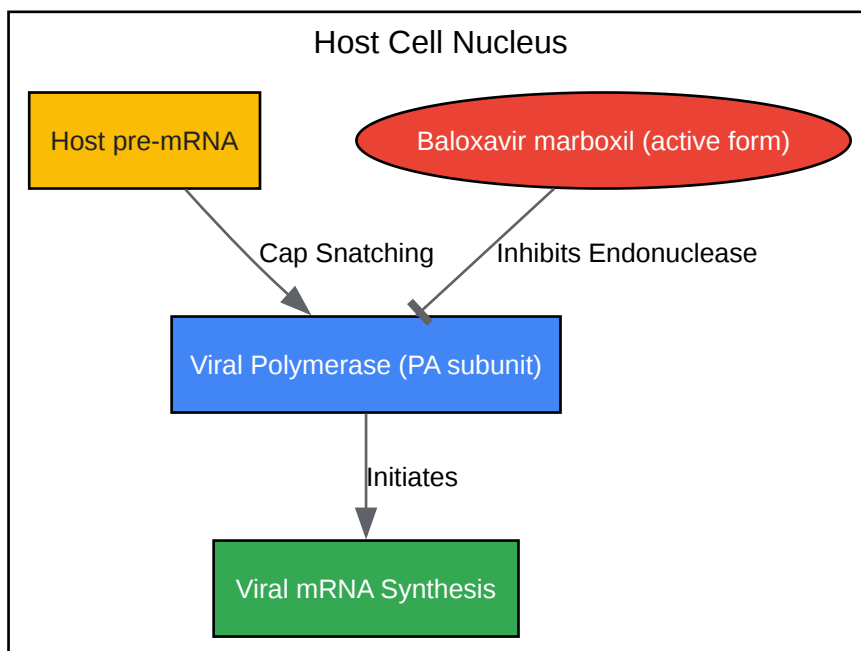 Host Cell Nucleus
Host pre-mRNA
Baloxavir marboxil (active form)
Cap Snatching
Inhibits Endonuclease
Viral Polymerase (PA subunit)
Initiates
Viral mRNA Synthesis